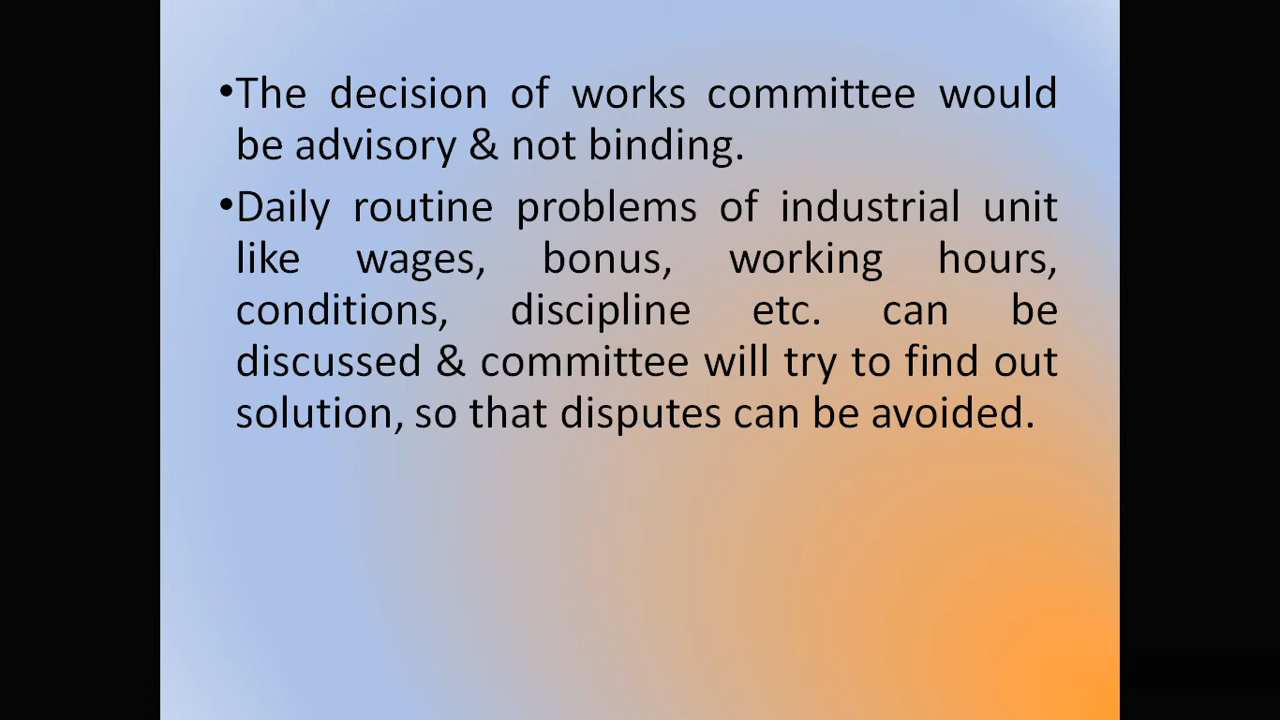 •The decision of works committee would
be advisory & not binding.
•Daily routine problems of industrial unit
like wages, bonus, working hours,
conditions, discipline etc. can be
discussed & committee will try to find out
solution, so that disputes can be avoided.